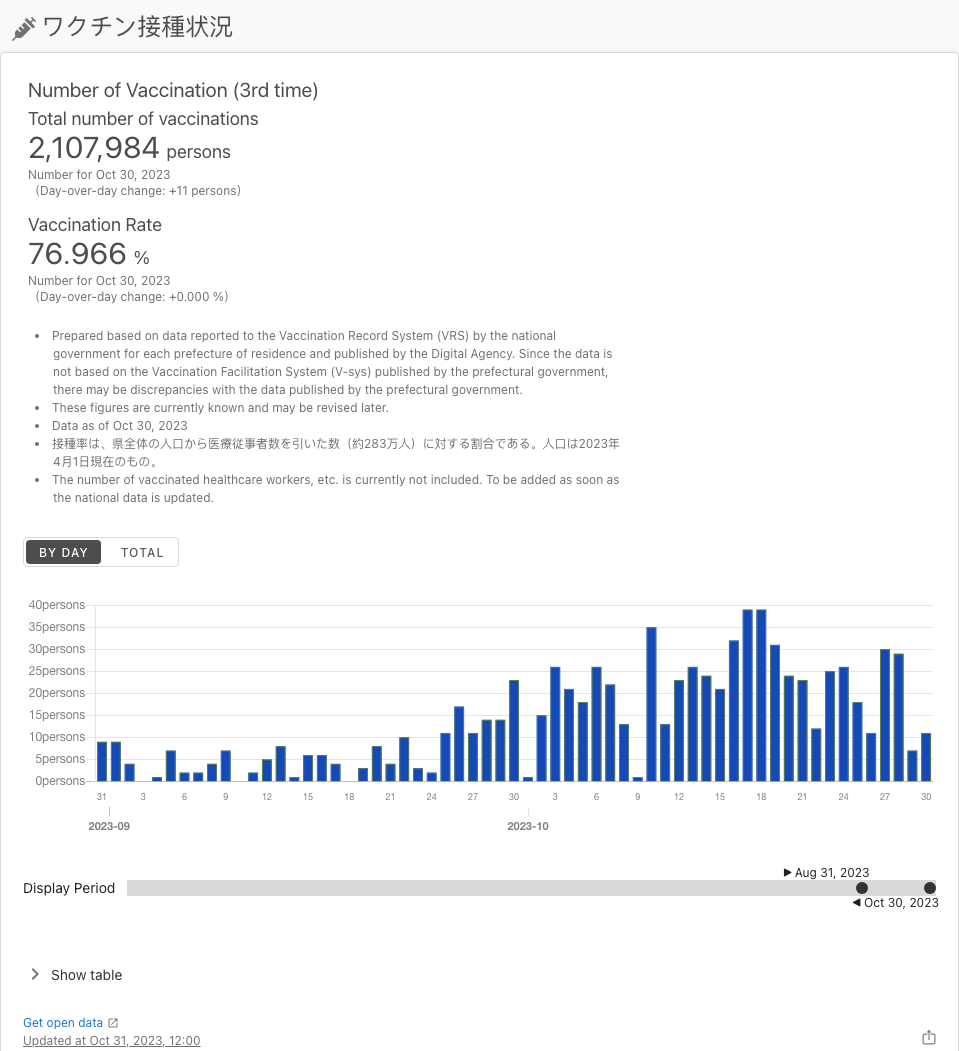 ワクチン接種状況
Number of Vaccination (3rd time)
Total number of vaccinations
2,107,984 persons
Number for Oct 30, 2023
(Day-over-day change: +11 persons)
Vaccination Rate
76.966 %
Number for Oct 30, 2023
(Day-over-day change: +0.000 %)
• Prepared based on data reported to the Vaccination Record System (VRS) by the national
government for each prefecture of residence and published by the Digital Agency. Since the data is
not based on the Vaccination Facilitation System (V-sys) published by the prefectural government,
there may be discrepancies with the data published by the prefectural government.
• These figures are currently known and may be revised later.
• Data as of Oct 30, 2023
• 接種率は、県全体の人口から医療従事者数を引いた数（約283万人）に対する割合である。人口は2023年
4月1日現在のもの。
• The number of vaccinated healthcare workers, etc. is currently not included. To be added as soon as
the national data is updated.
BY DAY TOTAL
40persons
35persons
30persons
25persons
20persons
15persons
10persons
5persons
0persons
31 3 6 9 12 15 18 21 24 27 30 3 6 9 12 15 18 21 24 27 30
2023-09 2023-10
Aug 31, 2023
Display Period
Oct 30, 2023
Show table
Get open data
Updated at Oct 31, 2023, 12:00